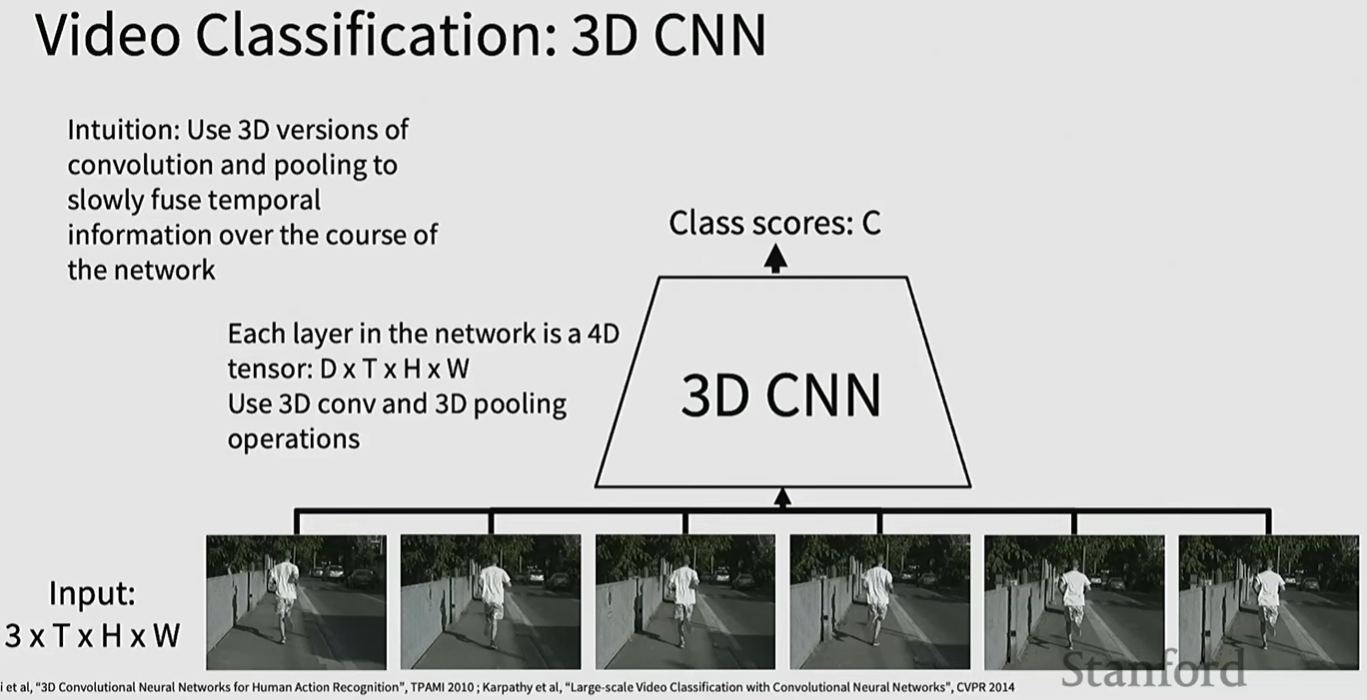 Video Classification: 3D CNN
Intuition: Use 3D versions of
convolution and pooling to
slowly fuse temporal
information over the course of
the network
Class scores: C
Each layer in the network is a 4D
tensor: D x T x H x W
Use 3D conv and 3D pooling
operations
3D CNN
Input:
3 x T x H x W
Stanford
i et al, “3D Convolutional Neural Networks for Human Action Recognition”, TPAMI 2010 ; Karpathy et al, “Large-scale Video Classification with Convolutional Neural Networks”, CVPR 2014